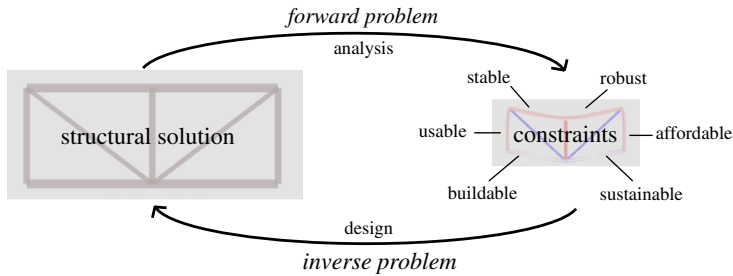 forward problem
analysis
stable
robust
structural solution
usable
constraints
affordable
buildable
sustainable
design
inverse problem